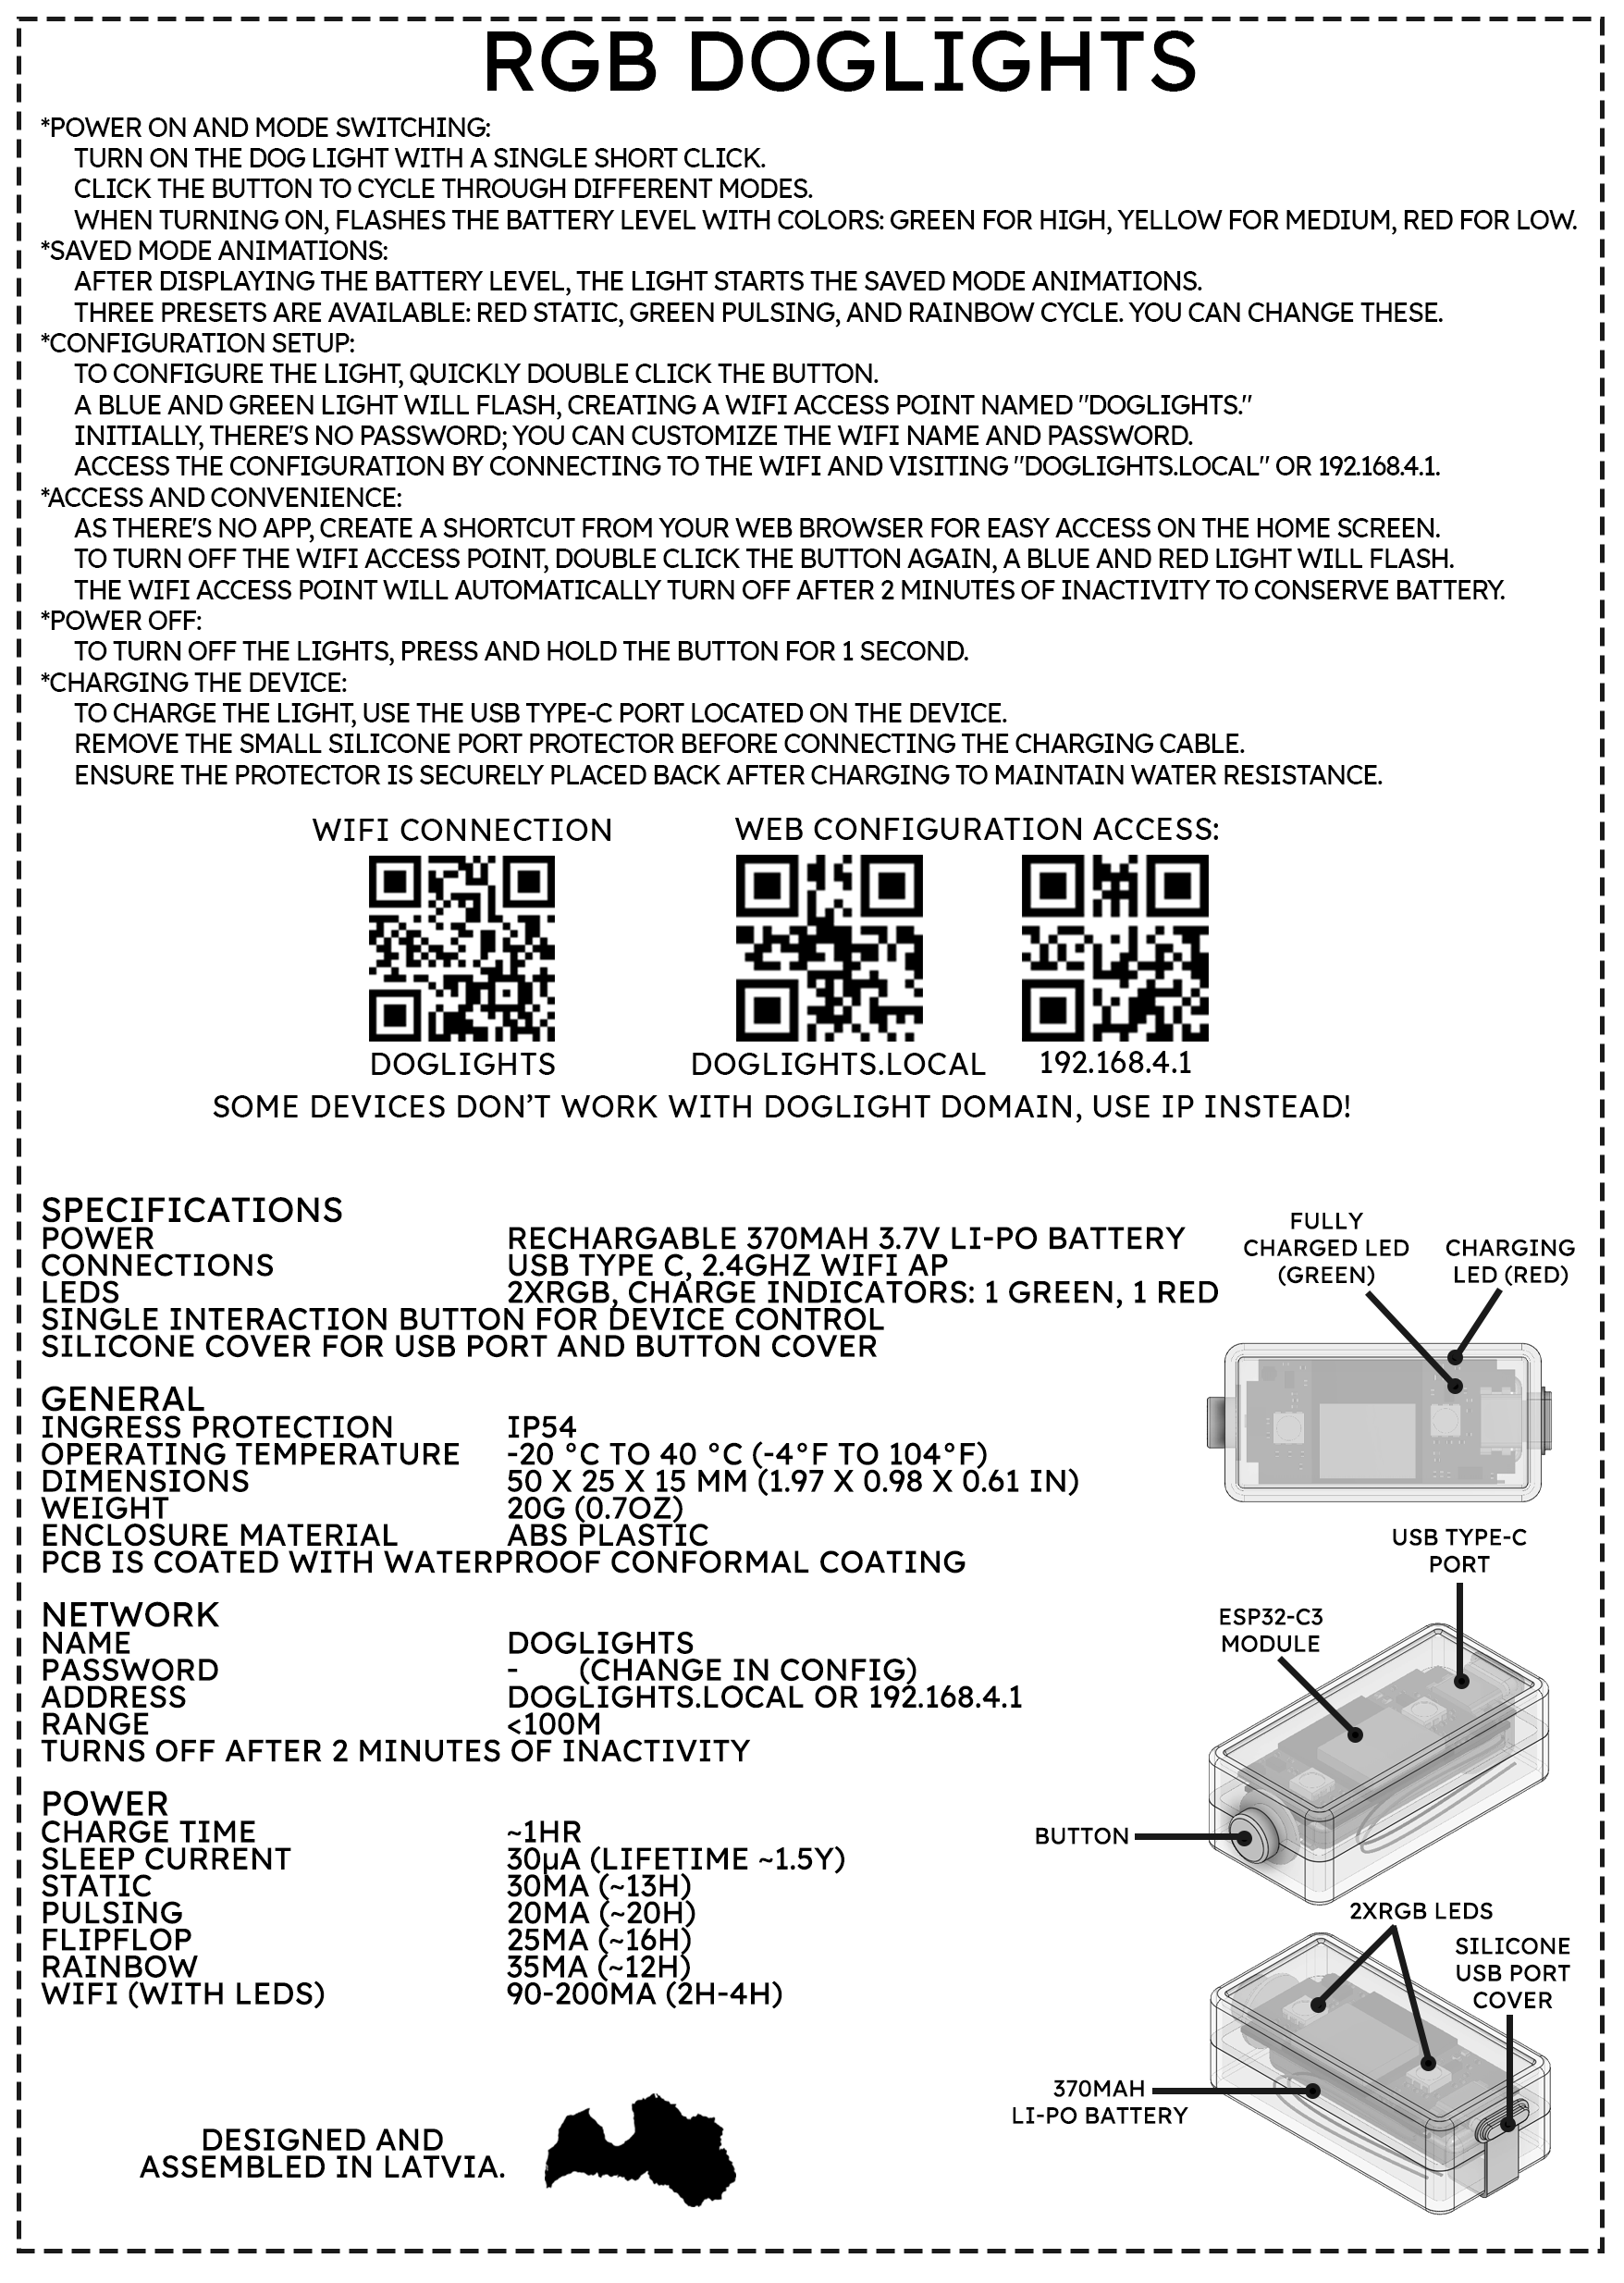 RGB DOGLIGHTS
*POWER ON AND MODE SWITCHING:
TURN ON THE DOG LIGHT WITH A SINGLE SHORT CLICK.
CLICK THE BUTTON TO CYCLE THROUGH DIFFERENT MODES.
WHEN TURNING ON, FLASHES THE BATTERY LEVEL WITH COLORS: GREEN FOR HIGH, YELLOW FOR MEDIUM, RED FOR LOW.
*SAVED MODE ANIMATIONS:
AFTER DISPLAYING THE BATTERY LEVEL, THE LIGHT STARTS THE SAVED MODE ANIMATIONS.
THREE PRESETS ARE AVAILABLE: RED STATIC, GREEN PULSING, AND RAINBOW CYCLE. YOU CAN CHANGE THESE.
*CONFIGURATION SETUP:
TO CONFIGURE THE LIGHT, QUICKLY DOUBLE CLICK THE BUTTON.
A BLUE AND GREEN LIGHT WILL FLASH, CREATING A WIFI ACCESS POINT NAMED "DOGLIGHTS."
INITIALLY, THERE'S NO PASSWORD; YOU CAN CUSTOMIZE THE WIFI NAME AND PASSWORD.
ACCESS THE CONFIGURATION BY CONNECTING TO THE WIFI AND VISITING "DOGLIGHTS.LOCAL" OR 192.168.4.1.
*ACCESS AND CONVENIENCE:
AS THERE'S NO APP, CREATE A SHORTCUT FROM YOUR WEB BROWSER FOR EASY ACCESS ON THE HOME SCREEN.
TO TURN OFF THE WIFI ACCESS POINT, DOUBLE CLICK THE BUTTON AGAIN, A BLUE AND RED LIGHT WILL FLASH.
THE WIFI ACCESS POINT WILL AUTOMATICALLY TURN OFF AFTER 2 MINUTES OF INACTIVITY TO CONSERVE BATTERY.
*POWER OFF:
TO TURN OFF THE LIGHTS, PRESS AND HOLD THE BUTTON FOR 1 SECOND.
*CHARGING THE DEVICE:
TO CHARGE THE LIGHT, USE THE USB TYPE-C PORT LOCATED ON THE DEVICE.
REMOVE THE SMALL SILICONE PORT PROTECTOR BEFORE CONNECTING THE CHARGING CABLE.
ENSURE THE PROTECTOR IS SECURELY PLACED BACK AFTER CHARGING TO MAINTAIN WATER RESISTANCE.
WIFI CONNECTION
WEB CONFIGURATION ACCESS:
DOGLIGHTS
DOGLIGHTS.LOCAL
192.168.4.1
SOME DEVICES DON'T WORK WITH DOGLIGHT DOMAIN, USE IP INSTEAD!
SPECIFICATIONS
POWER RECHARGABLE 370MAH 3.7V LI-PO BATTERY
CONNECTIONS USB TYPE C, 2.4GHZ WIFI AP
LEDS 2XRGB, CHARGE INDICATORS: 1 GREEN, 1 RED
SINGLE INTERACTION BUTTON FOR DEVICE CONTROL
SILICONE COVER FOR USB PORT AND BUTTON COVER
FULLY
CHARGED LED
(GREEN)
CHARGING
LED (RED)
GENERAL
INGRESS PROTECTION IP54
OPERATING TEMPERATURE -20 °C TO 40 °C (-4°F TO 104°F)
DIMENSIONS 50 X 25 X 15 MM (1.97 X 0.98 X 0.61 IN)
WEIGHT 20G (0.7OZ)
ENCLOSURE MATERIAL ABS PLASTIC
PCB IS COATED WITH WATERPROOF CONFORMAL COATING
USB TYPE-C
PORT
ESP32-C3
MODULE
NETWORK
NAME DOGLIGHTS
PASSWORD - (CHANGE IN CONFIG)
ADDRESS DOGLIGHTS.LOCAL OR 192.168.4.1
RANGE <100M
TURNS OFF AFTER 2 MINUTES OF INACTIVITY
BUTTON
POWER
CHARGE TIME ~1HR
SLEEP CURRENT 30µA (LIFETIME ~1.5Y)
STATIC 30MA (~13H)
PULSING 20MA (~20H)
FLIPFLOP 25MA (~16H)
RAINBOW 35MA (~12H)
WIFI (WITH LEDS) 90-200MA (2H-4H)
2XRGB LEDS
SILICONE
USB PORT
COVER
370MAH
LI-PO BATTERY
DESIGNED AND
ASSEMBLED IN LATVIA.